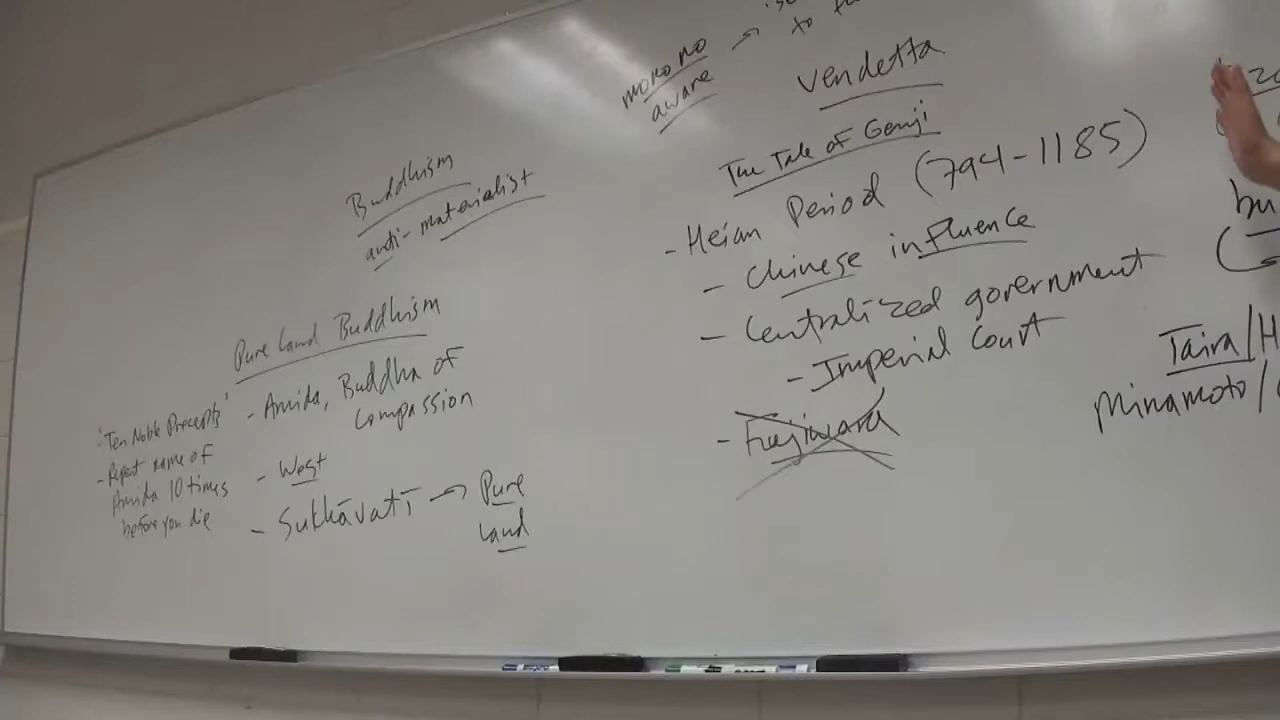 Buddhism
anti-materialist
Pure Land Buddhism
- Amida, Buddha of
compassion
- West
- Sukhāvatī → Pure
Land
'Ten Noble Precepts'
- Repeat name of
Amida 10 times
before you die
mono no
aware →
to
vendetta
The Tale of Genji
- Heian Period (794-1185)
- Chinese influence
- Centralized government
- Imperial Court
- Fujiwara
bu
Taira/H
Minamoto/